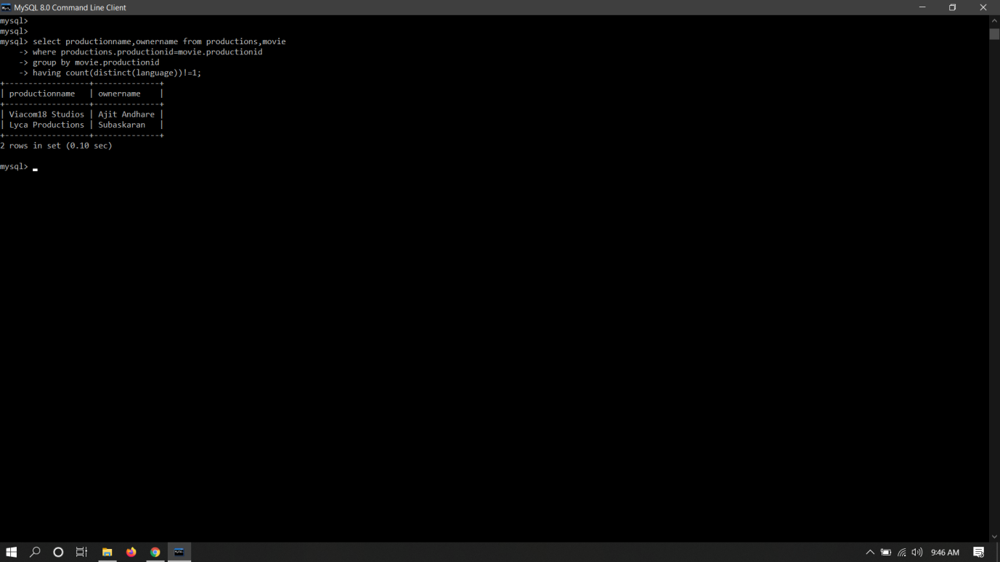 MySQL 8.0 Command Line Client
mysql>
mysql>
mysql> select productionname,ownername from productions,movie
    -> where productions.productionid=movie.productionid
    -> group by movie.productionid
    -> having count(distinct(language))!=1;
+------------------+--------------+
| productionname   | ownername    |
+------------------+--------------+
| Viacom18 Studios | Ajit Andhare |
| Lyca Productions | Subaskaran   |
+------------------+--------------+
2 rows in set (0.10 sec)
mysql>
9:46 AM